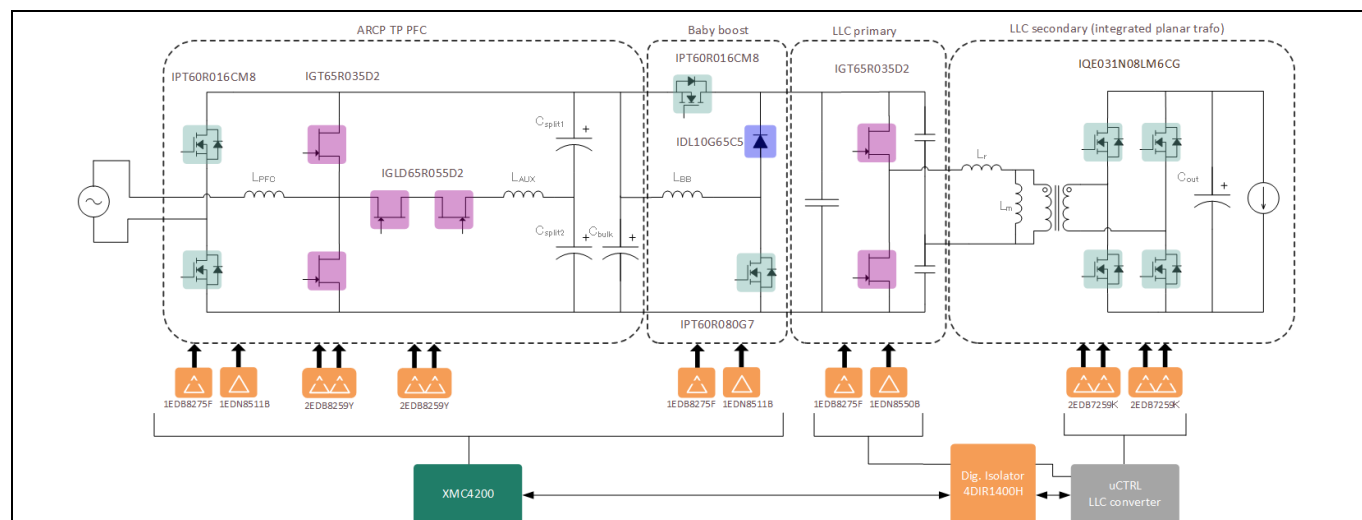 ARCP TP PFC
Baby boost
LLC primary
LLC secondary (integrated planar trafo)
IPT60R016CM8
IGT65R035D2
IPT60R016CM8
IGT65R035D2
IQE031N08LM6CG
Csplit1
IDL10G65C5
IGLD65R055D2
LPFC
LAUX
LBB
Lr
Lm
Cout
Csplit2
Cbulk
IPT60R080G7
1EDB8275F
1EDN8511B
2EDB8259Y
2EDB8259Y
1EDB8275F
1EDN8511B
1EDB8275F
1EDN8550B
2EDB7259K
2EDB7259K
XMC4200
Dig. Isolator
4DIR1400H
uCTRL
LLC converter